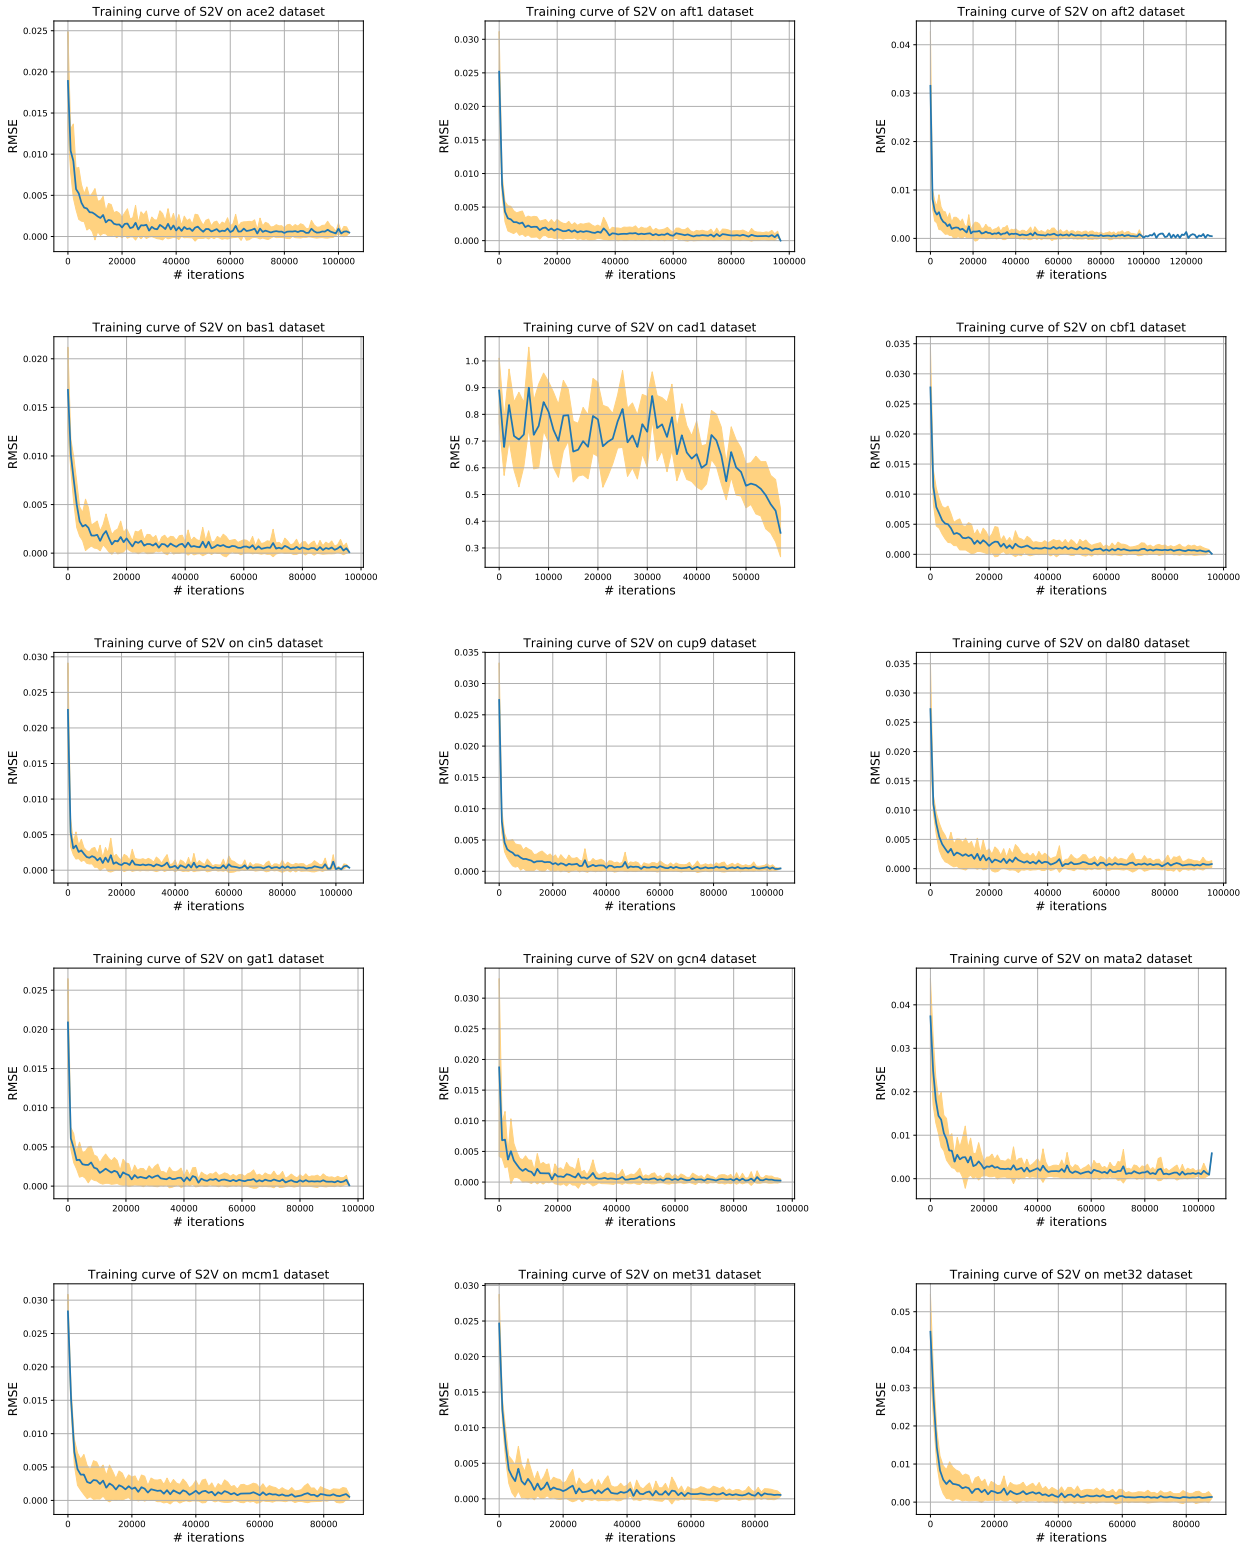 Training curve of S2V on ace2 dataset
0.025
0.020
0.015
0.010
0.005
0.000
RMSE
0 20000 40000 60000 80000 100000
# iterations
Training curve of S2V on aft1 dataset
0.030
0.025
0.020
0.015
0.010
0.005
0.000
RMSE
0 20000 40000 60000 80000 100000
# iterations
Training curve of S2V on aft2 dataset
0.04
0.03
0.02
0.01
0.00
RMSE
0 20000 40000 60000 80000 100000 120000
# iterations
Training curve of S2V on bas1 dataset
0.020
0.015
0.010
0.005
0.000
RMSE
0 20000 40000 60000 80000 100000
# iterations
Training curve of S2V on cad1 dataset
1.0
0.9
0.8
0.7
0.6
0.5
0.4
0.3
RMSE
0 10000 20000 30000 40000 50000
# iterations
Training curve of S2V on cbf1 dataset
0.035
0.030
0.025
0.020
0.015
0.010
0.005
0.000
RMSE
0 20000 40000 60000 80000 100000
# iterations
Training curve of S2V on cin5 dataset
0.030
0.025
0.020
0.015
0.010
0.005
0.000
RMSE
0 20000 40000 60000 80000 100000
# iterations
Training curve of S2V on cup9 dataset
0.035
0.030
0.025
0.020
0.015
0.010
0.005
0.000
RMSE
0 20000 40000 60000 80000 100000
# iterations
Training curve of S2V on dal80 dataset
0.035
0.030
0.025
0.020
0.015
0.010
0.005
0.000
RMSE
0 20000 40000 60000 80000 100000
# iterations
Training curve of S2V on gat1 dataset
0.025
0.020
0.015
0.010
0.005
0.000
RMSE
0 20000 40000 60000 80000 100000
# iterations
Training curve of S2V on gcn4 dataset
0.030
0.025
0.020
0.015
0.010
0.005
0.000
RMSE
0 20000 40000 60000 80000 100000
# iterations
Training curve of S2V on mata2 dataset
0.04
0.03
0.02
0.01
0.00
RMSE
0 20000 40000 60000 80000 100000
# iterations
Training curve of S2V on mcm1 dataset
0.030
0.025
0.020
0.015
0.010
0.005
0.000
RMSE
0 20000 40000 60000 80000
# iterations
Training curve of S2V on met31 dataset
0.030
0.025
0.020
0.015
0.010
0.005
0.000
RMSE
0 20000 40000 60000 80000
# iterations
Training curve of S2V on met32 dataset
0.05
0.04
0.03
0.02
0.01
0.00
RMSE
0 20000 40000 60000 80000
# iterations